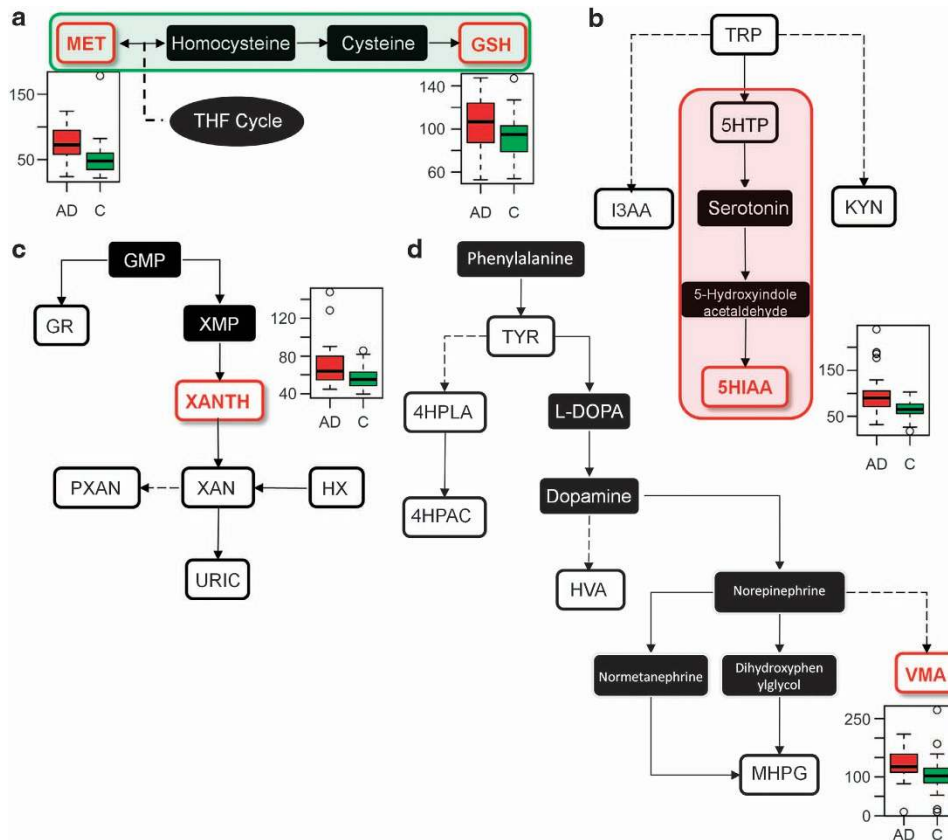 a
MET
Homocysteine
Cysteine
GSH
THF Cycle
150
50
AD C
140
100
60
AD C
b
TRP
5HTP
I3AA
Serotonin
KYN
5-Hydroxyindole
acetaldehyde
5HIAA
150
50
AD C
c
GMP
GR
XMP
XANTH
120
80
40
AD C
PXAN
XAN
HX
URIC
d
Phenylalanine
TYR
4HPLA
L-DOPA
4HPAC
Dopamine
HVA
Norepinephrine
Normetanephrine
Dihydroxyphen
ylglycol
VMA
MHPG
250
100
0
AD C